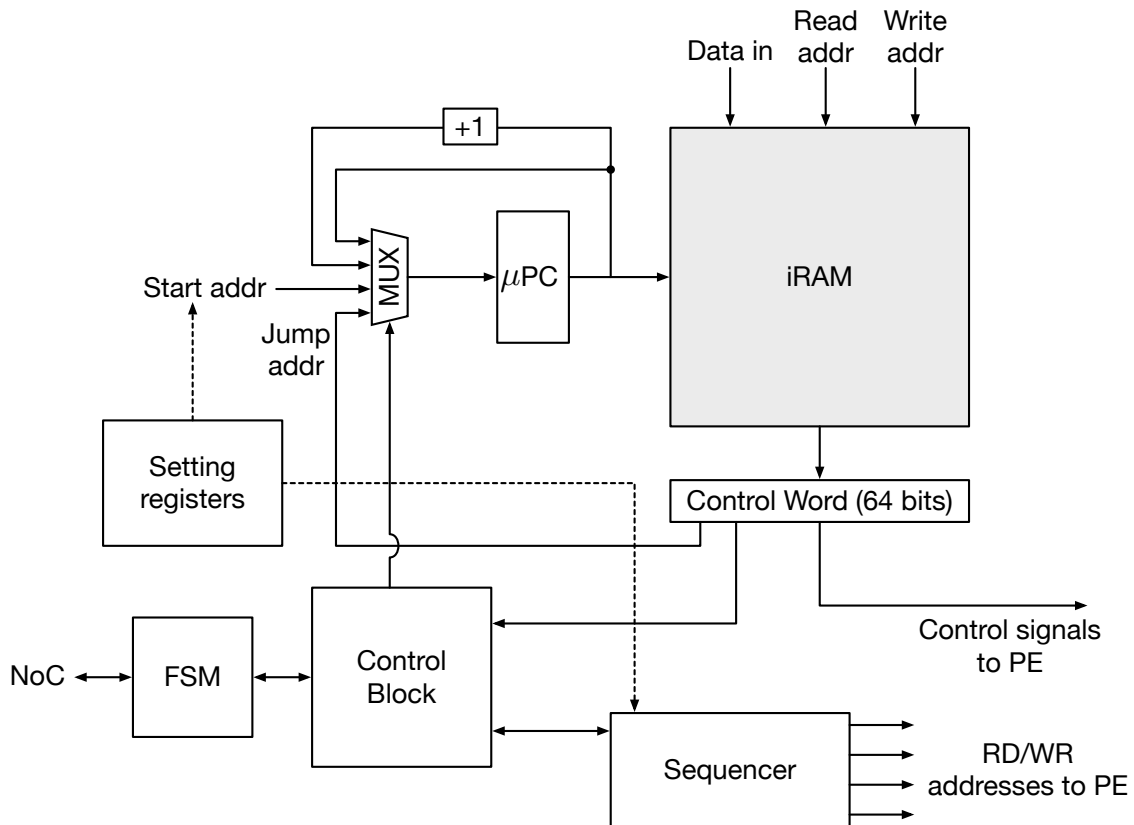 Data in
Read
addr
Write
addr
+1
MUX
μPC
iRAM
Start addr
Jump
addr
Setting
registers
Control Word (64 bits)
Control signals
to PE
NoC
FSM
Control
Block
Sequencer
RD/WR
addresses to PE